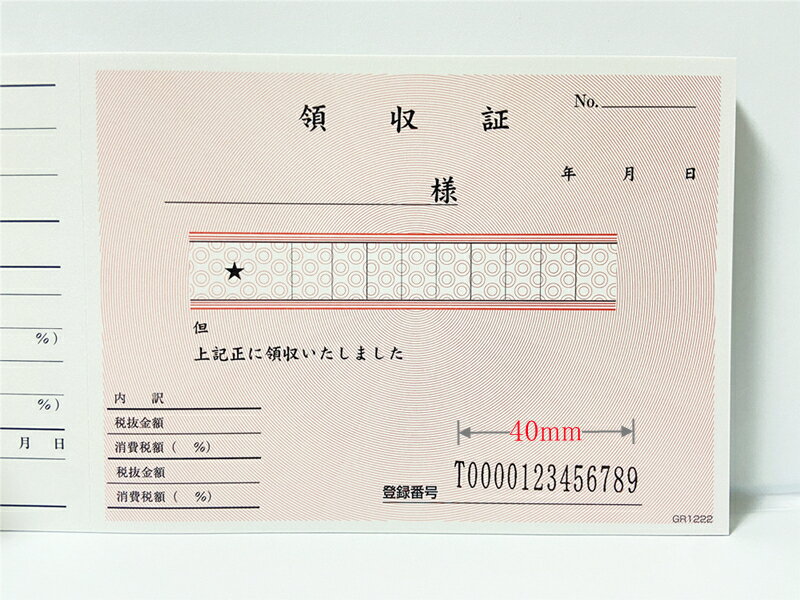 No.
領 収 証
年 月 日
様
★
但
上記正に領収いたしました
内 訳
税抜金額
消費税額( %)
税抜金額
消費税額( %)
%)
%)
月 日
40mm
登録番号 T0000123456789
GR1222